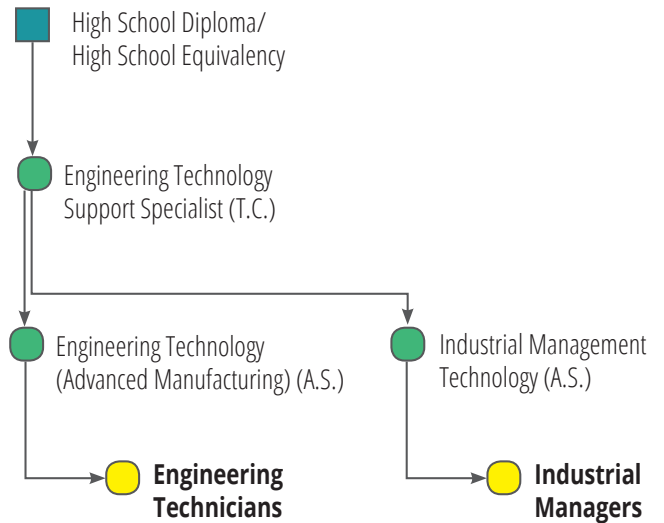 High School Diploma/
High School Equivalency
Engineering Technology
Support Specialist (T.C.)
Engineering Technology
(Advanced Manufacturing) (A.S.)
Industrial Management
Technology (A.S.)
Engineering
Technicians
Industrial
Managers